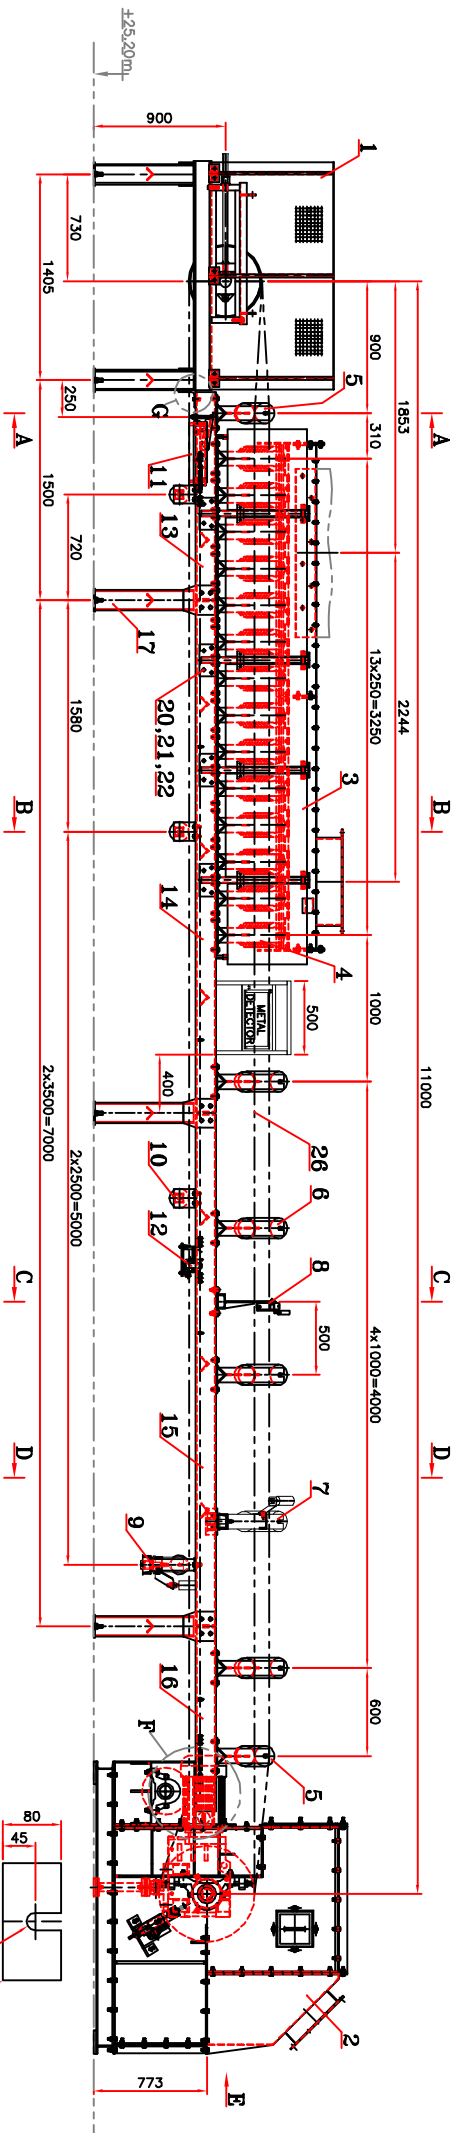 ±25.20m
900
1
730
1405
900
1853
5
250
G
A
A
310
11
1500
13
720
17
20,21,22
1580
13x250=3250
2244
3
B
B
14
4
1000
METAL
DETECTOR
500
400
11000
2x3500=7000
2x2500=5000
26
10
6
12
8
C
C
500
4x1000=4000
15
D
D
7
9
16
600
F
5
2
773
E
80
45